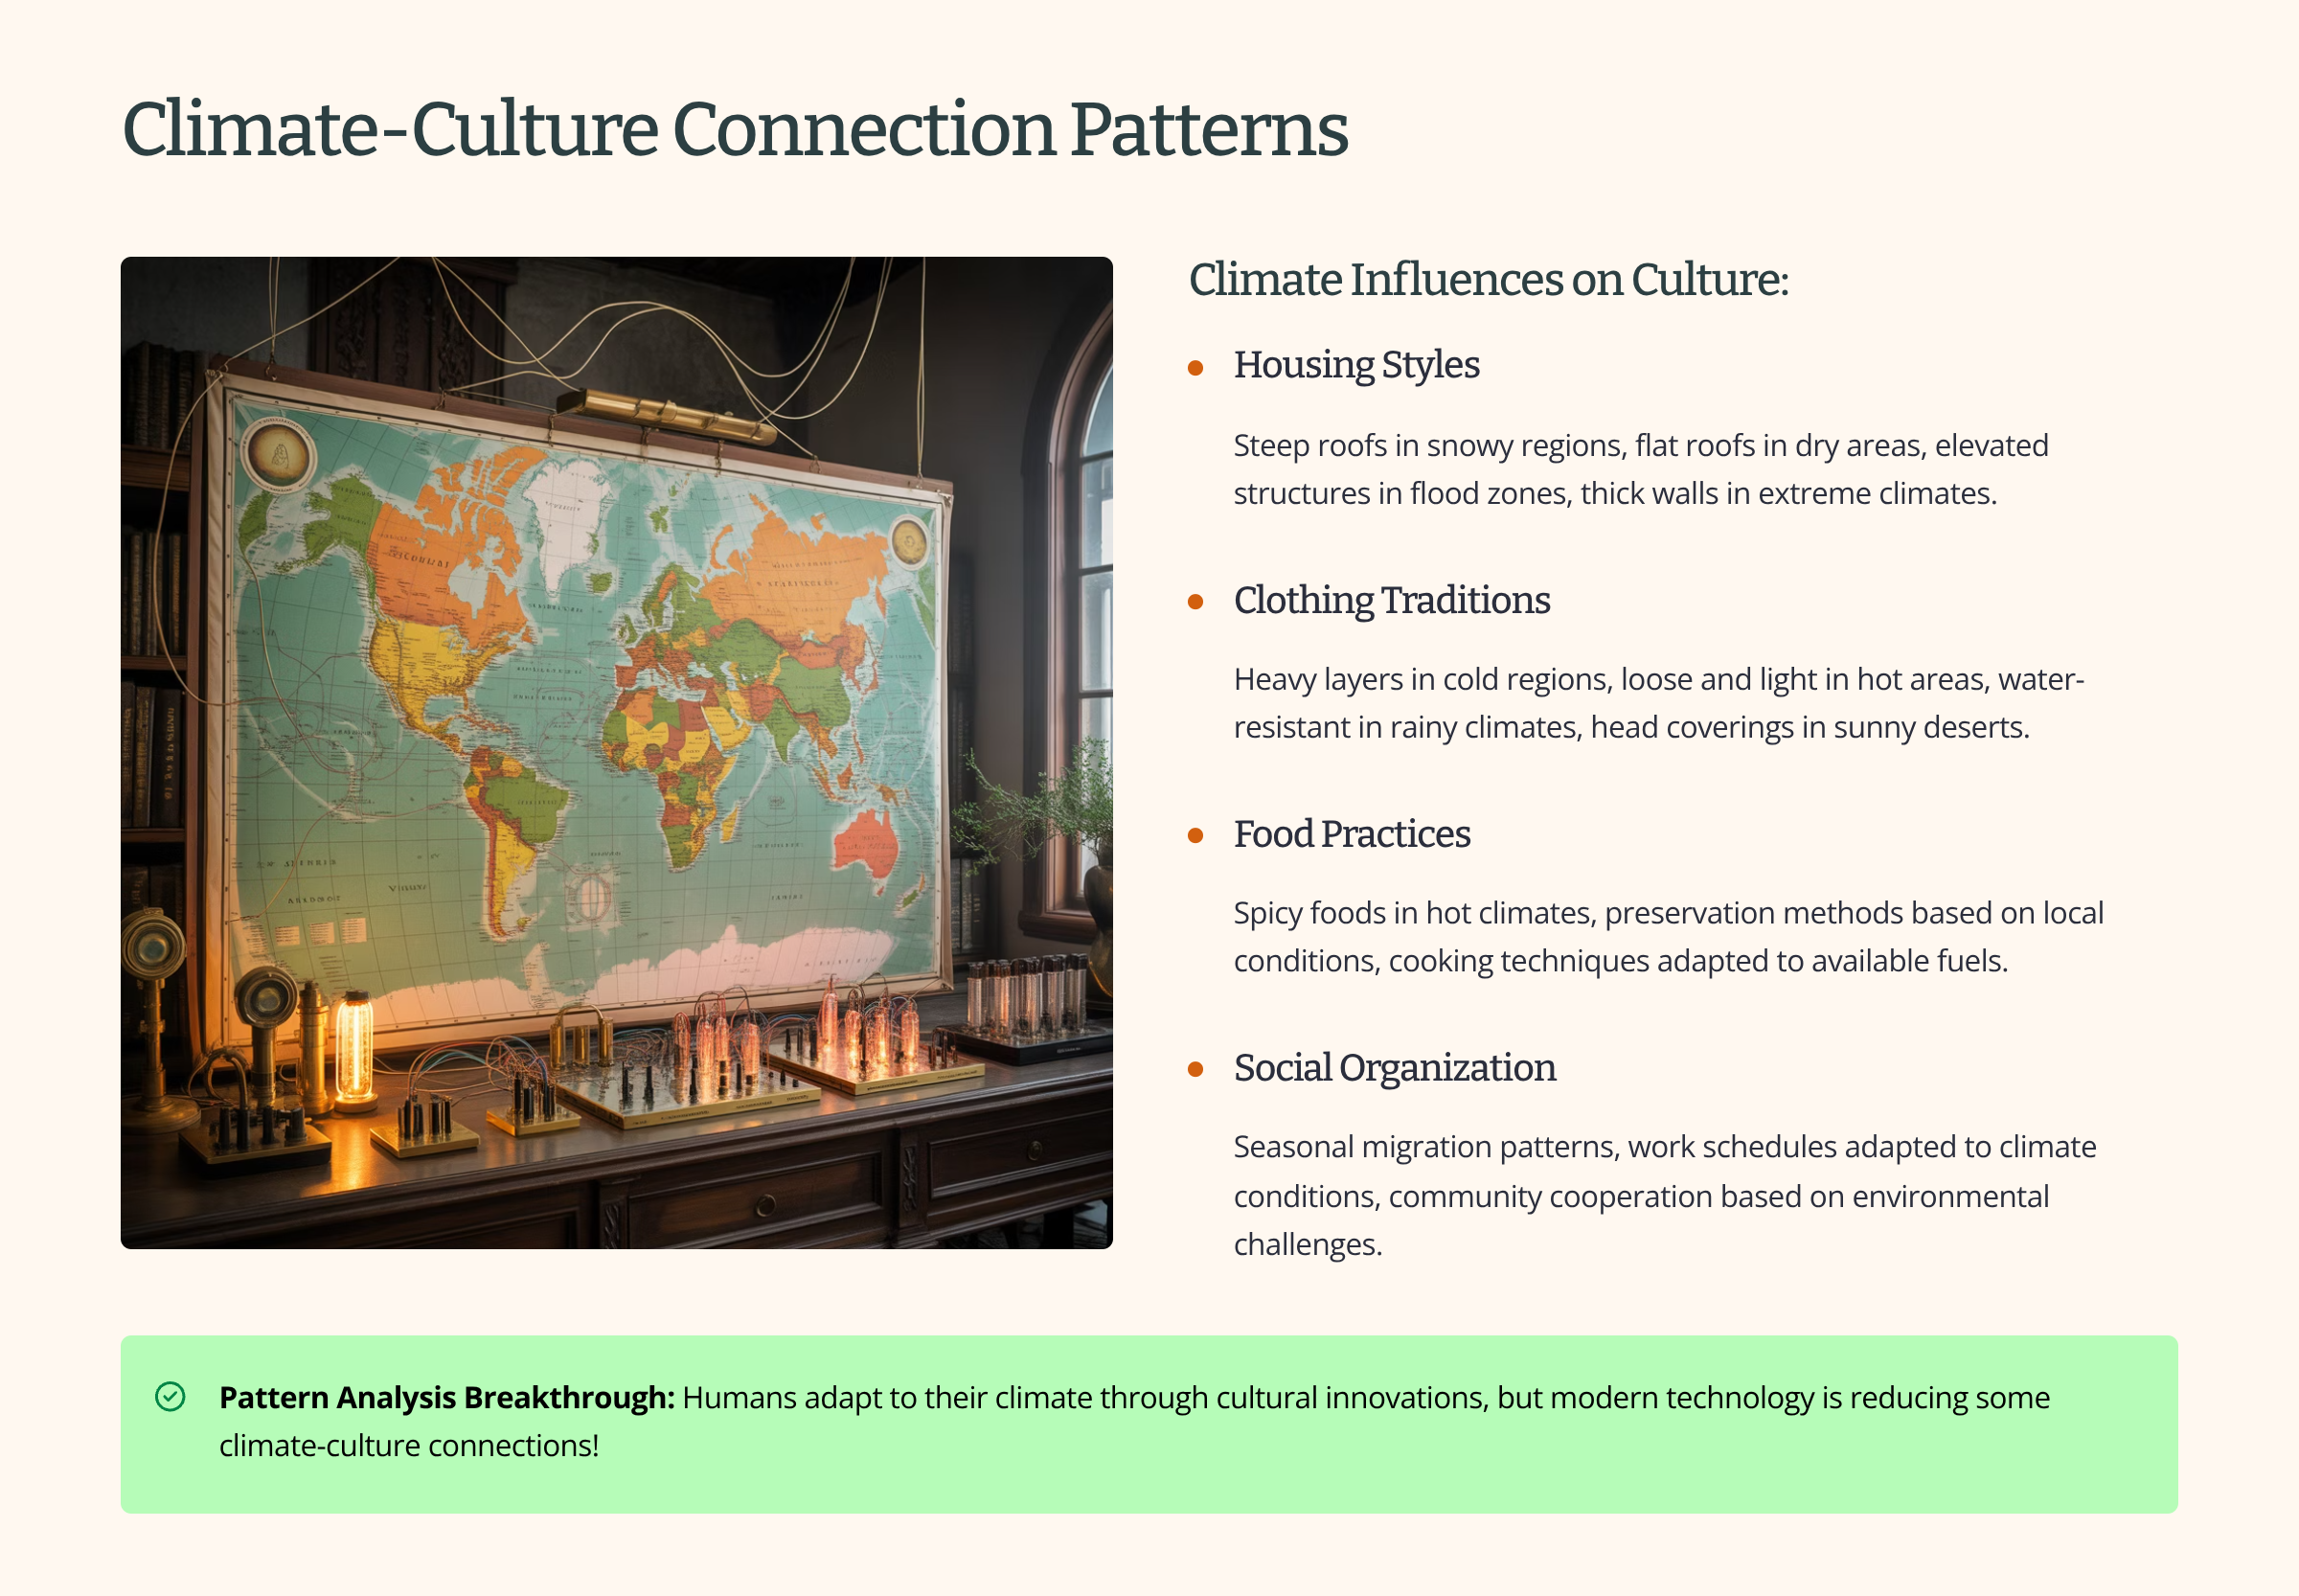 Climate-Culture Connection Patterns
Climate Influences on Culture:
Housing Styles
Steep roofs in snowy regions, flat roofs in dry areas, elevated
structures in flood zones, thick walls in extreme climates.
Clothing Traditions
Heavy layers in cold regions, loose and light in hot areas, water-
resistant in rainy climates, head coverings in sunny deserts.
Food Practices
Spicy foods in hot climates, preservation methods based on local
conditions, cooking techniques adapted to available fuels.
Social Organization
Seasonal migration patterns, work schedules adapted to climate
conditions, community cooperation based on environmental
challenges.
Pattern Analysis Breakthrough: Humans adapt to their climate through cultural innovations, but modern technology is reducing some
climate-culture connections!